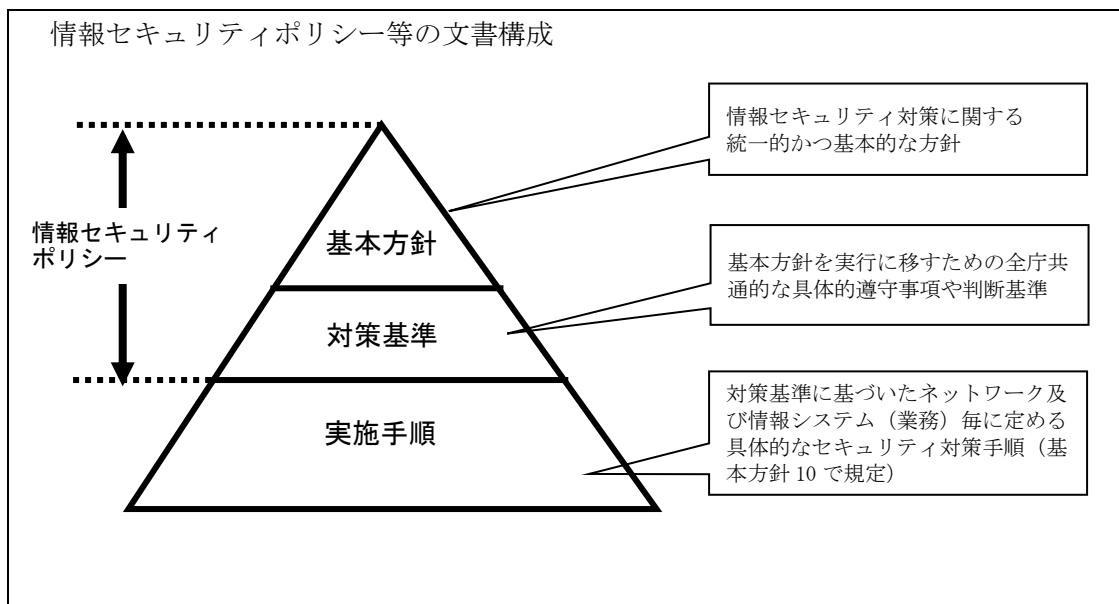 情報セキュリティポリシー等の文書構成
情報セキュリティ対策に関する
統一的かつ基本的な方針
情報セキュリティ
ポリシー
基本方針
基本方針を実行に移すための全庁共
通的な具体的遵守事項や判断基準
対策基準
対策基準に基づいたネットワーク及
び情報システム（業務）毎に定める
具体的なセキュリティ対策手順（基
本方針 10 で規定）
実施手順